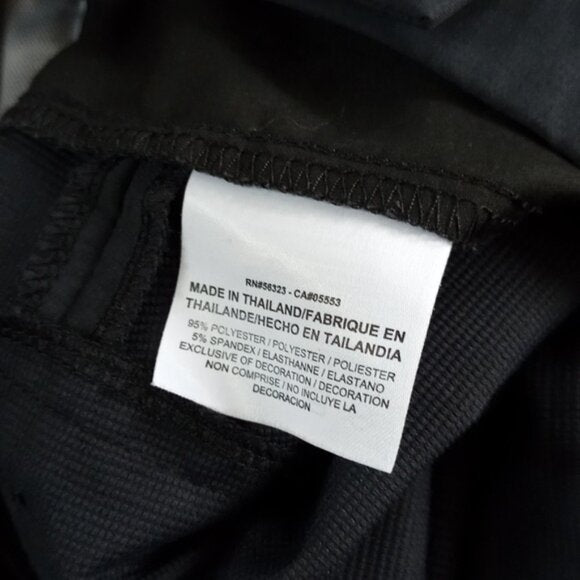 RN#56323 - CA#05553
MADE IN THAILAND/FABRIQUE EN
THAILANDE/HECHO EN TAILANDIA
95% POLYESTER / POLYESTER / POLIESTER
5% SPANDEX / ELASTHANNE / ELASTANO
EXCLUSIVE OF DECORATION / DECORATION
NON COMPRISE / NO INCLUYE LA
DECORACION